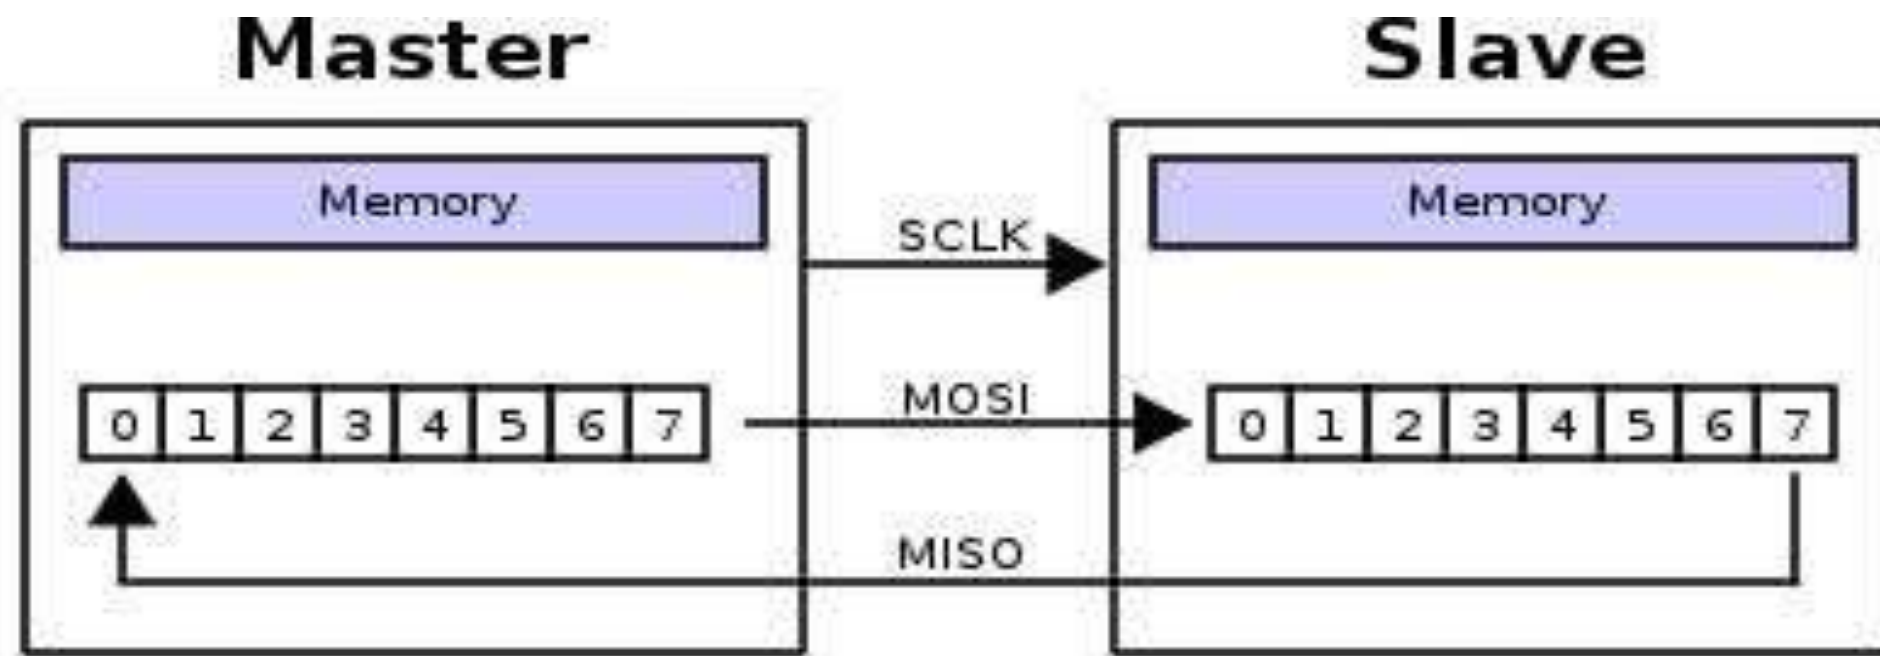 Master Slave
Memory Memory
SCLK
0 1 2 3 4 5 6 7 MOSI 0 1 2 3 4 5 6 7
MISO